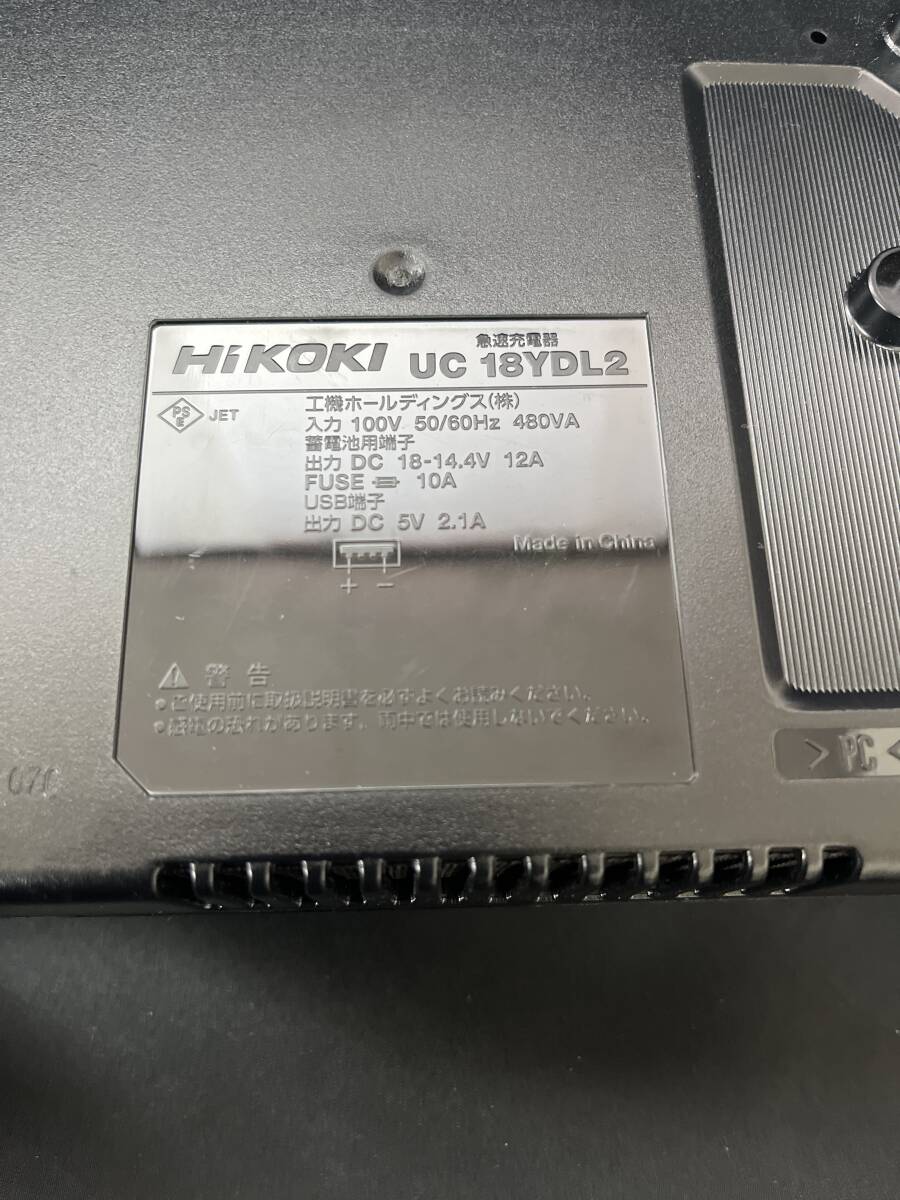 HiKOKI
急速充電器
UC 18YDL2
PS E JET
工機ホールディングス(株)
入力 100V 50/60Hz 480VA
蓄電池用端子
出力 DC 18-14.4V 12A
FUSE 10A
USB端子
出力 DC 5V 2.1A
Made in China
+ −
警告
●ご使用前に取扱説明書を必ずよくお読みください。
●感電の恐れがあります。雨中では使用しないでください。
> PC <